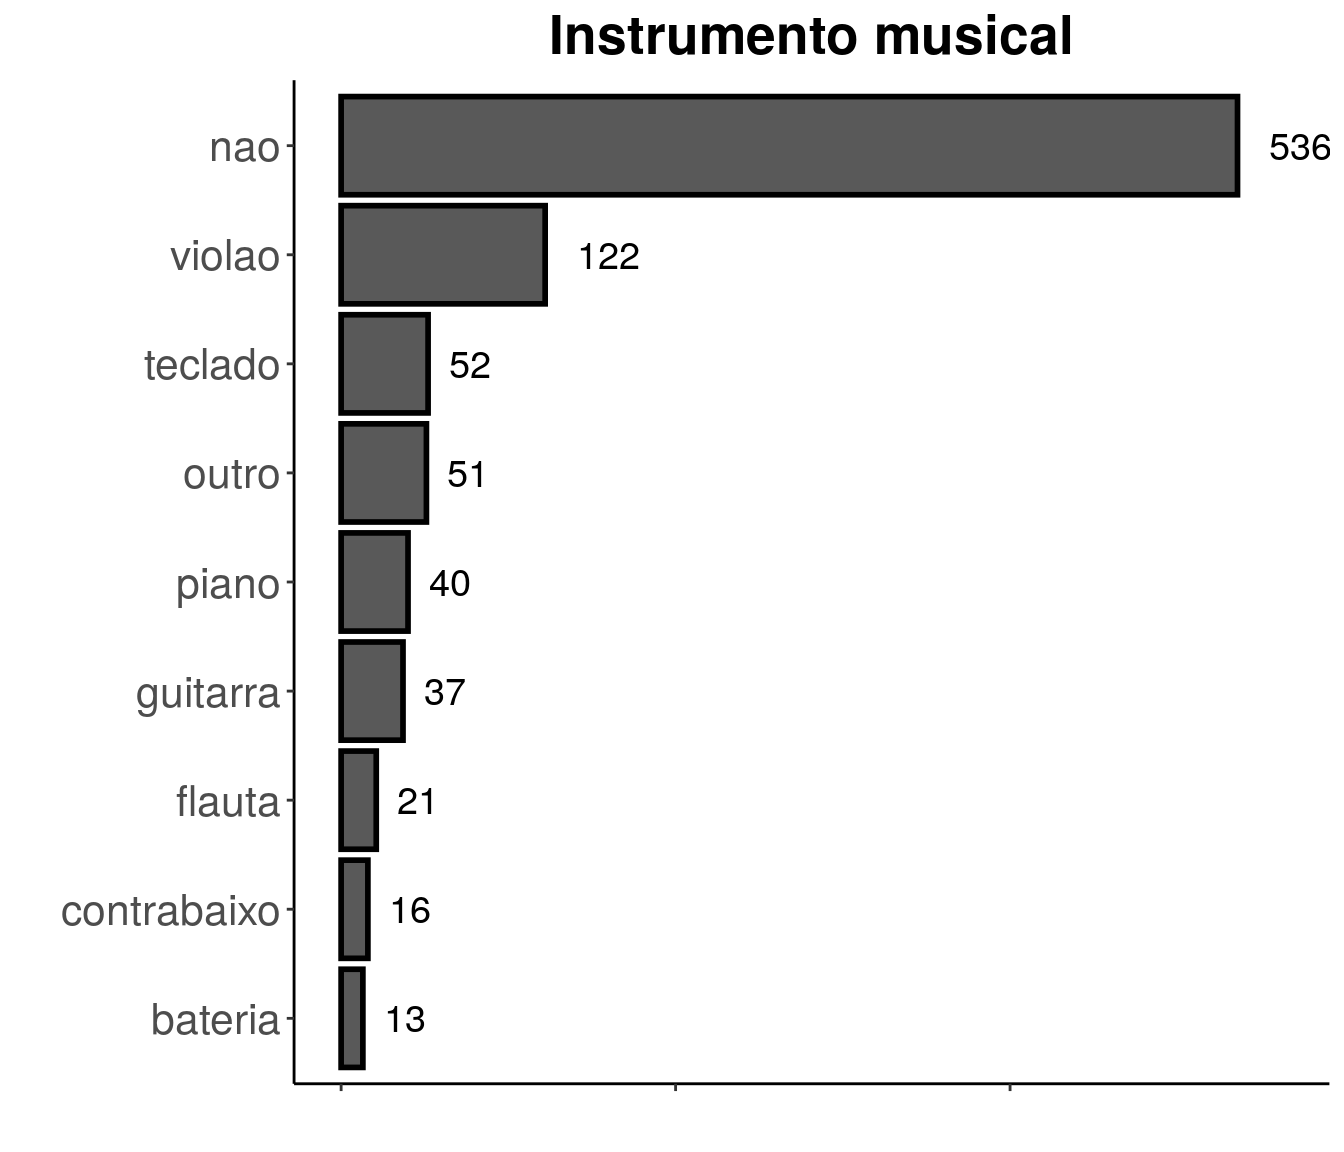 Instrumento musical
nao 536
violao 122
teclado 52
outro 51
piano 40
guitarra 37
flauta 21
contrabaixo 16
bateria 13